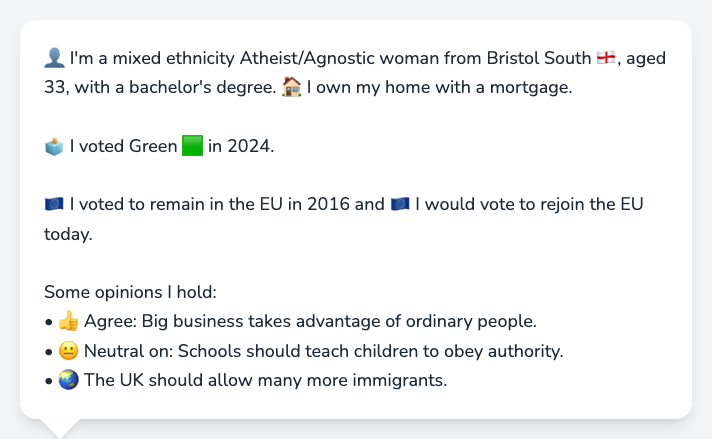 👤 I'm a mixed ethnicity Atheist/Agnostic woman from Bristol South 🏴󠁧󠁢󠁥󠁮󠁧󠁿, aged
33, with a bachelor's degree. 🏠 I own my home with a mortgage.
🗳️ I voted Green 🟩 in 2024.
🇪🇺 I voted to remain in the EU in 2016 and 🇪🇺 I would vote to rejoin the EU
today.
Some opinions I hold:
• 👍 Agree: Big business takes advantage of ordinary people.
• 😐 Neutral on: Schools should teach children to obey authority.
• 🌏 The UK should allow many more immigrants.